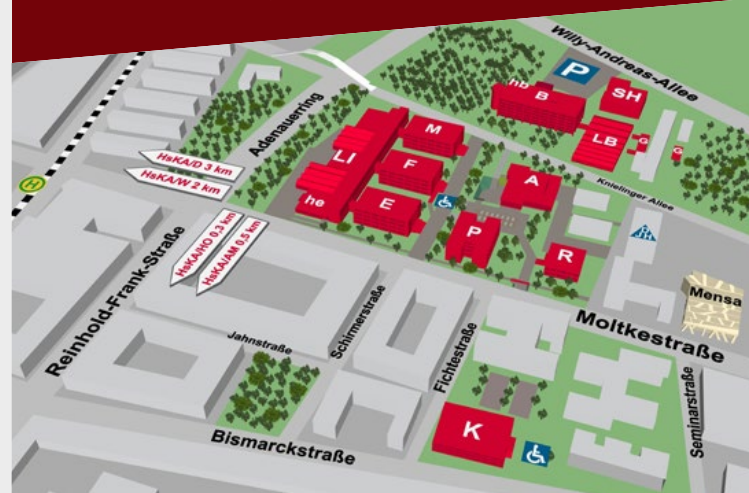 Willy-Andreas-Allee
P
hb
B
SH
LB
G
G
Adenauerring
M
LI
F
he
E
A
P
R
Knielinger Allee
HsKA/D 3 km
HsKA/W 2 km
H
HsKA/HO 0,3 km
HsKA/AM 0,5 km
Reinhold-Frank-Straße
Mensa
Moltkestraße
Jahnstraße
Schirmerstraße
Fichtestraße
Seminarstraße
Bismarckstraße
K